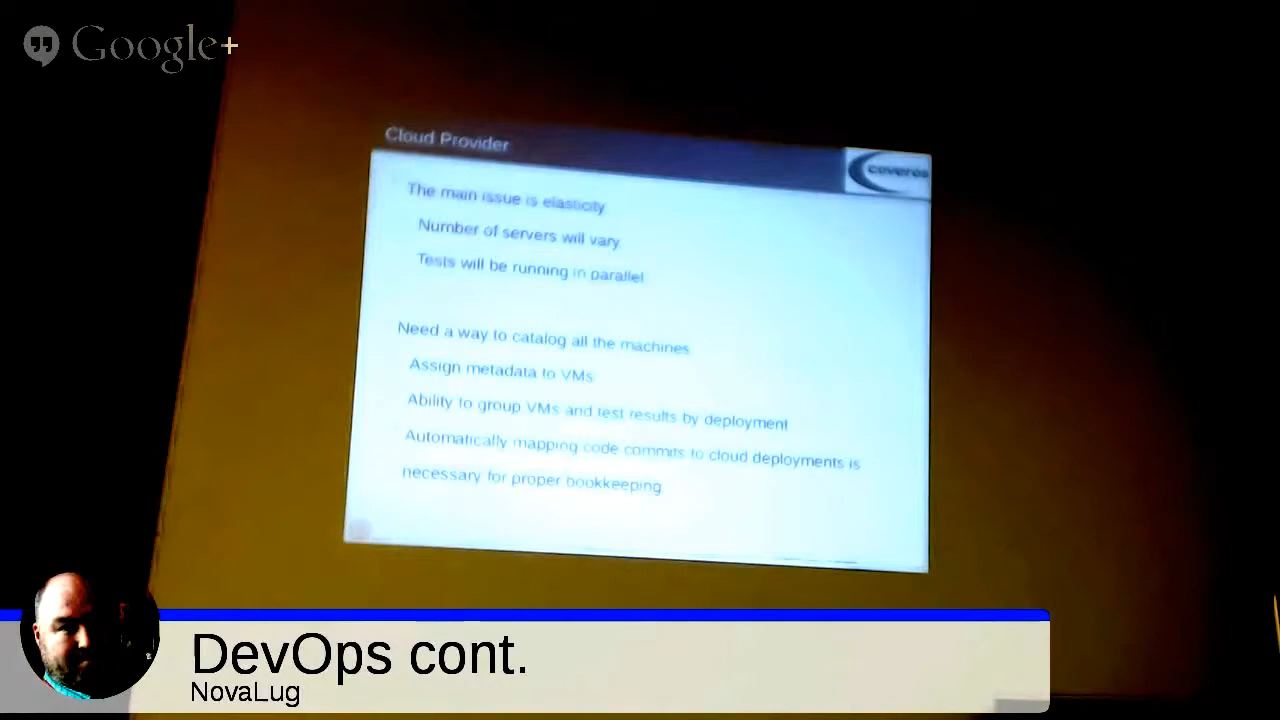 Google+
Cloud Provider
coveros
The main issue is elasticity
Number of servers will vary
Tests will be running in parallel
Need a way to catalog all the machines
Assign metadata to VMs
Ability to group VMs and test results by deployment
Automatically mapping code commits to cloud deployments is
necessary for proper bookkeeping
DevOps cont.
NovaLug